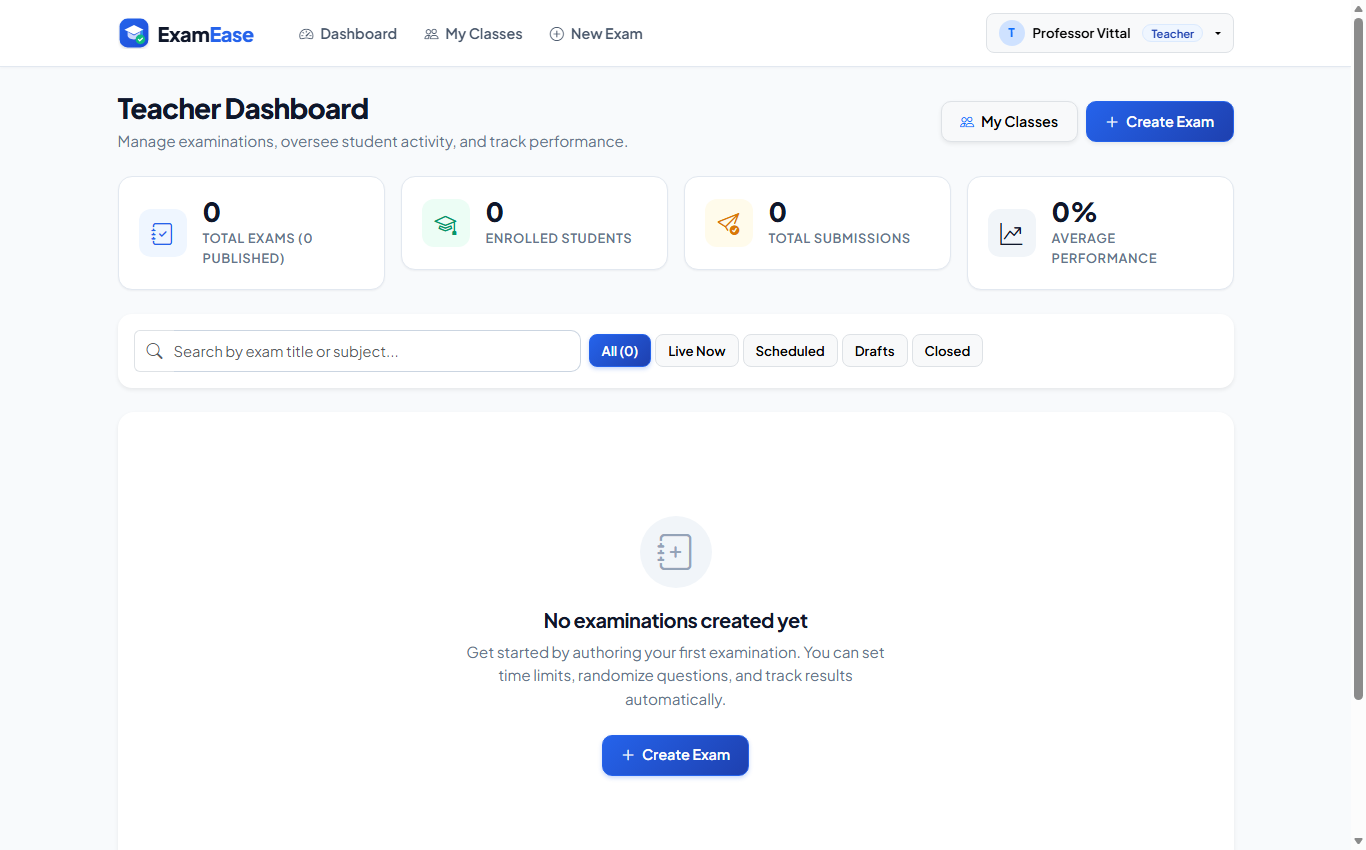 ExamEase
Dashboard
My Classes
New Exam
T
Professor Vittal
Teacher
Teacher Dashboard
Manage examinations, oversee student activity, and track performance.
My Classes
+ Create Exam
0
TOTAL EXAMS (0
PUBLISHED)
0
ENROLLED STUDENTS
0
TOTAL SUBMISSIONS
0%
AVERAGE
PERFORMANCE
Search by exam title or subject...
All (0)
Live Now
Scheduled
Drafts
Closed
No examinations created yet
Get started by authoring your first examination. You can set
time limits, randomize questions, and track results
automatically.
+ Create Exam